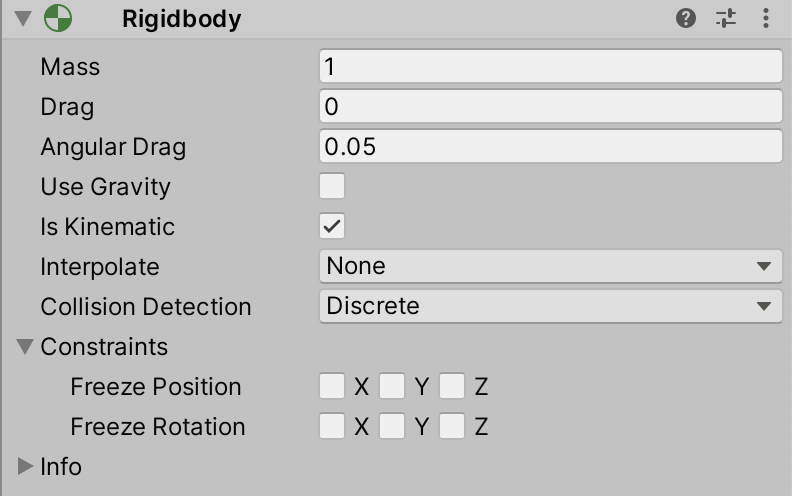 Rigidbody
Mass 1
Drag 0
Angular Drag 0.05
Use Gravity
Is Kinematic
Interpolate None
Collision Detection Discrete
Constraints
Freeze Position X Y Z
Freeze Rotation X Y Z
Info